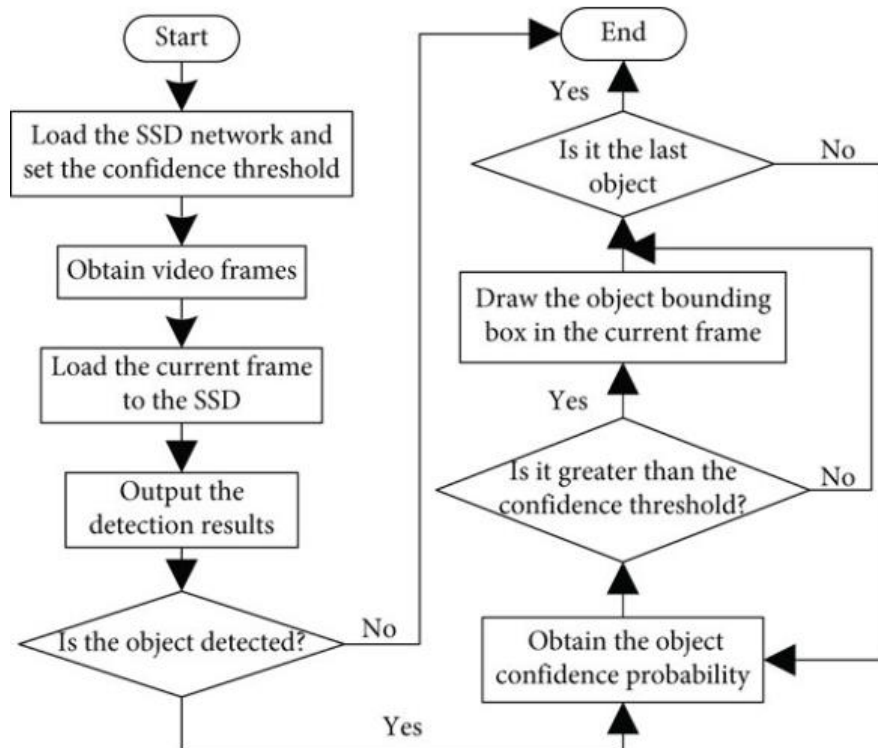 Start
Load the SSD network and
set the confidence threshold
Obtain video frames
Load the current frame
to the SSD
Output the
detection results
Is the object detected?
No
Yes
End
Yes
Is it the last
object
No
Draw the object bounding
box in the current frame
Yes
Is it greater than the
confidence threshold?
No
Obtain the object
confidence probability